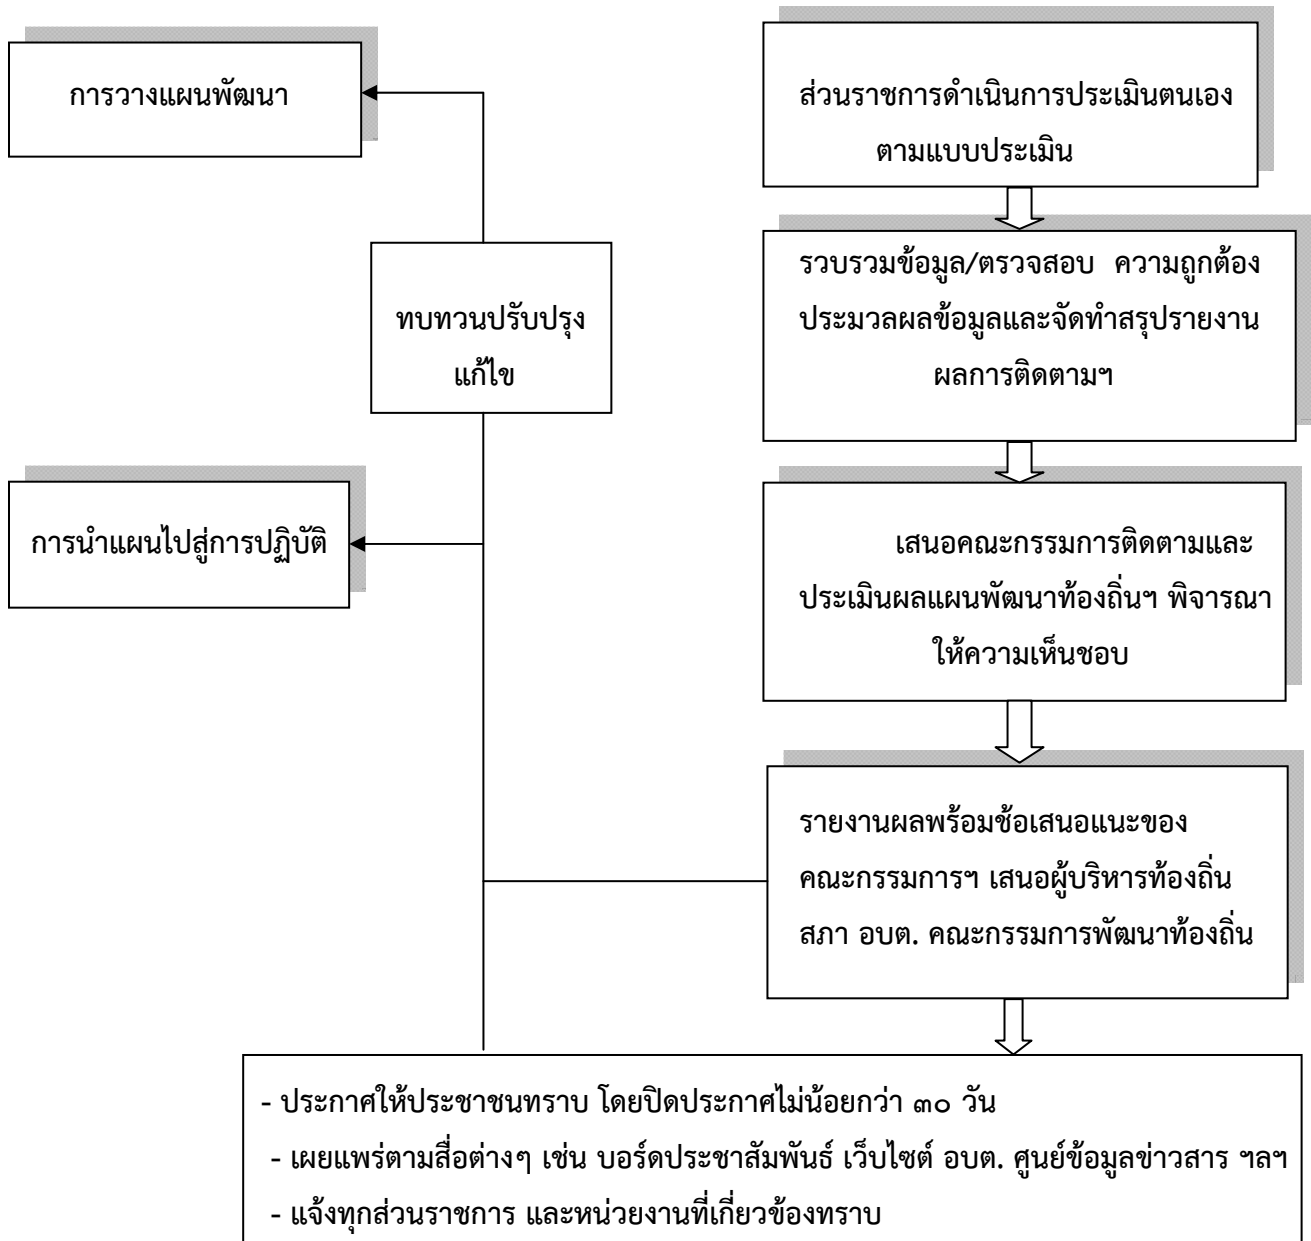 การวางแผนพัฒนา
ทบทวนปรับปรุง
แก้ไข
การนำแผนไปสู่การปฏิบัติ
ส่วนราชการดำเนินการประเมินตนเอง
ตามแบบประเมิน
รวบรวมข้อมูล/ตรวจสอบ ความถูกต้อง
ประมวลผลข้อมูลและจัดทำสรุปรายงาน
ผลการติดตามฯ
เสนอคณะกรรมการติดตามและ
ประเมินผลแผนพัฒนาท้องถิ่นฯ พิจารณา
ให้ความเห็นชอบ
รายงานผลพร้อมช้อเสนอแนะของ
คณะกรรมการฯ เสนอผู้บริหารท้องถิ่น
สภา อบต. คณะกรรมการพัฒนาท้องถิ่น
- ประกาศให้ประชาชนทราบ โดยปิดประกาศไม่น้อยกว่า ๓๐ วัน
- เผยแพร่ตามสื่อต่างๆ เช่น บอร์ดประชาสัมพันธ์ เว็บไซต์ อบต. ศูนย์ข้อมูลข่าวสาร ฯลฯ
- แจ้งทุกส่วนราชการ และหน่วยงานที่เกี่ยวข้องทราบ